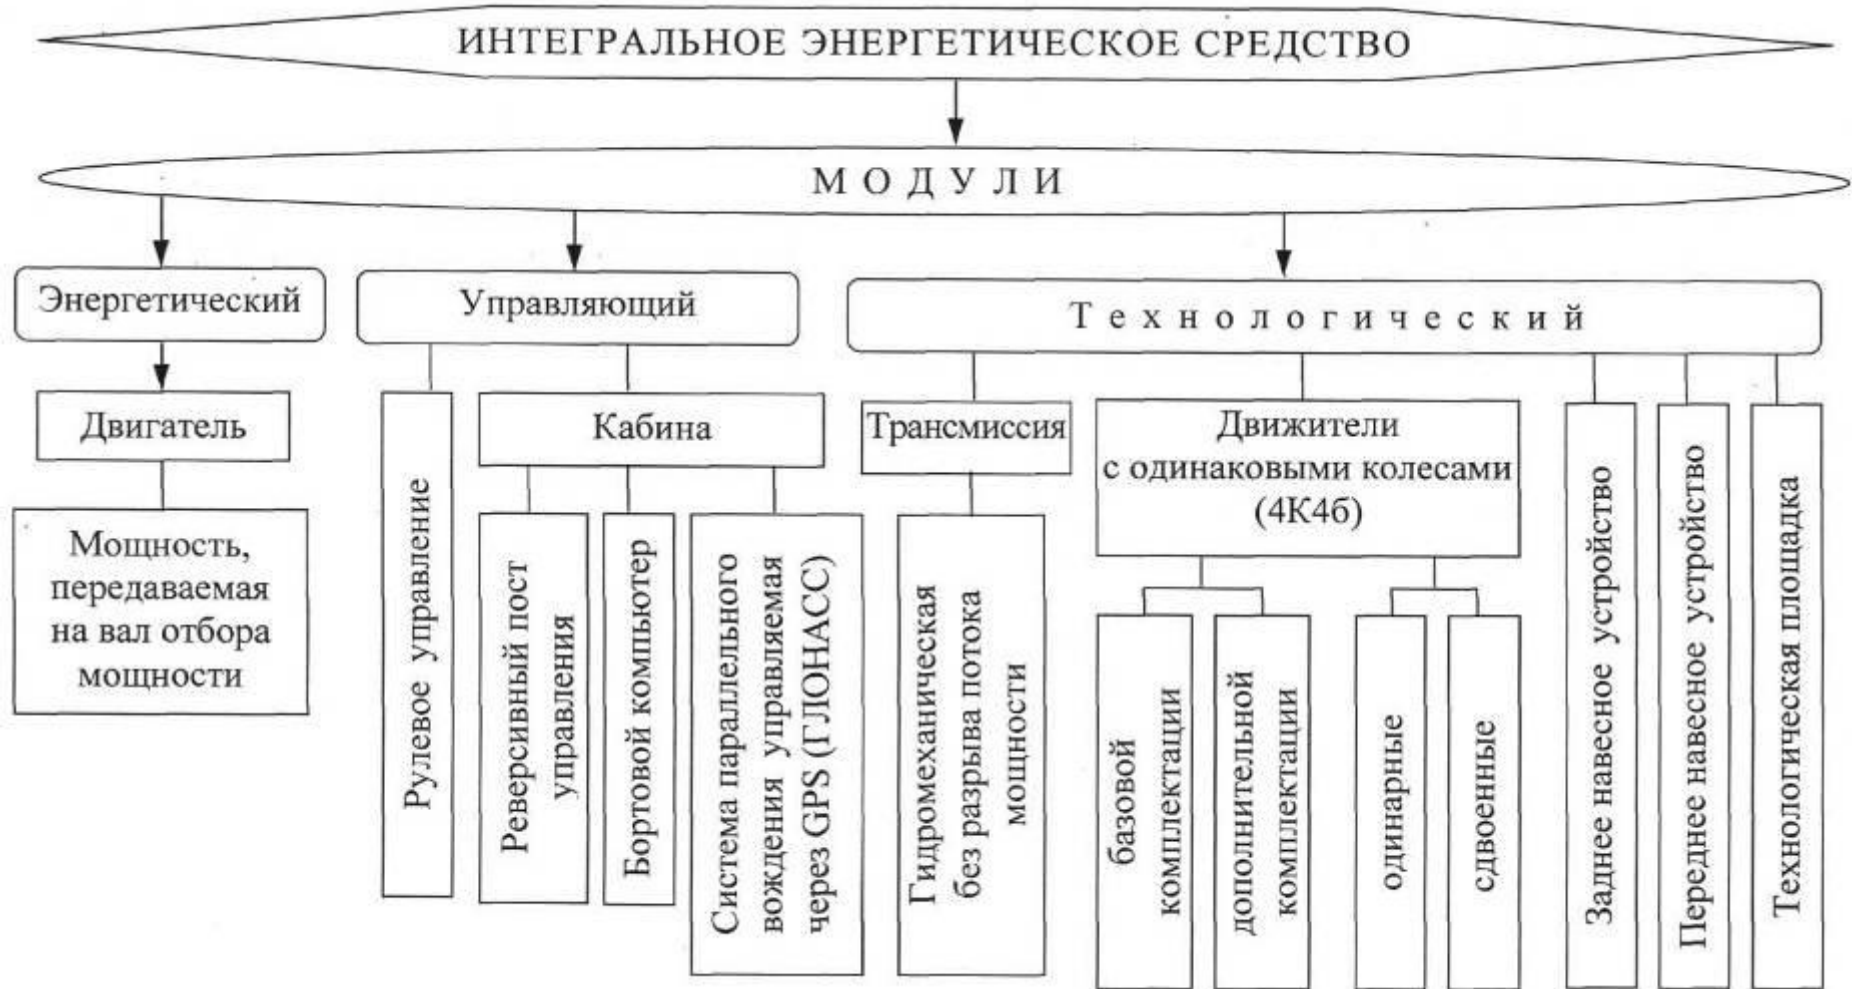 ИНТЕГРАЛЬНОЕ ЭНЕРГЕТИЧЕСКОЕ СРЕДСТВО
МОДУЛИ
Энергетический
Управляющий
Технологический
Двигатель
Кабина
Трансмиссия
Движители
с одинаковыми колесами
(4К4б)
Мощность,
передаваемая
на вал отбора
мощности
Рулевое управление
Реверсивный пост
управления
Бортовой компьютер
Система параллельного
вождения управляемая
через GPS (ГЛОНАСС)
Гидромеханическая
без разрыва потока
мощности
базовой
комплектации
дополнительной
комплектации
одинарные
сдвоенные
Заднее навесное устройство
Переднее навесное устройство
Технологическая площадка